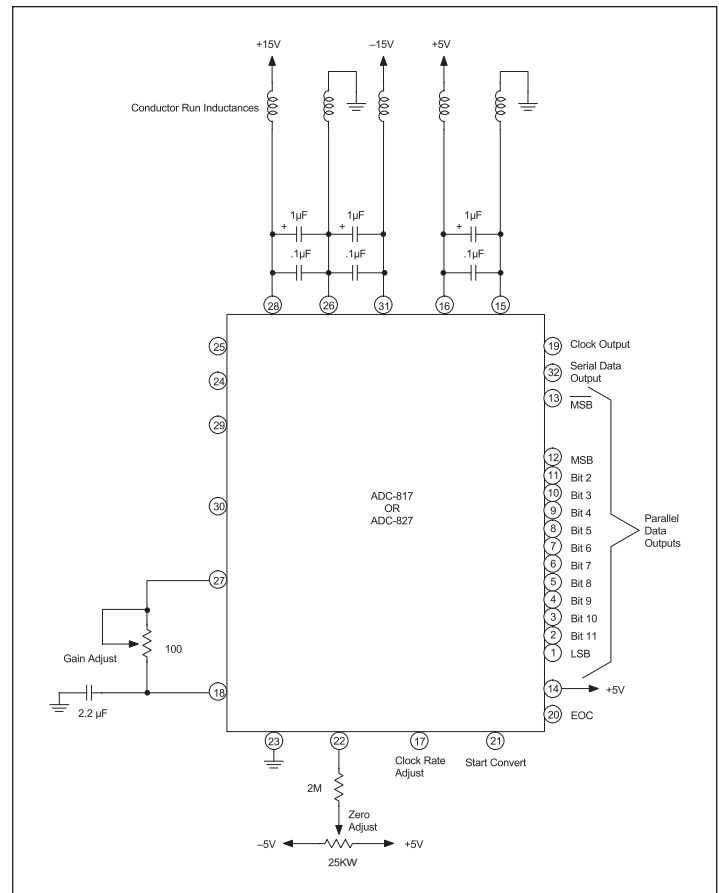 +15V –15V +5V
Conductor Run Inductances
1µF 1µF 1µF
+ + +
.1µF .1µF .1µF
28 26 31 16 15
25
24
29
30
27
Gain Adjust
100
18
2.2 µF
ADC-817
OR
ADC-827
19 Clock Output
32 Serial Data
Output
13 MSB
12 MSB
11 Bit 2
10 Bit 3
9 Bit 4
8 Bit 5
7 Bit 6
6 Bit 7
5 Bit 8
4 Bit 9
3 Bit 10
2 Bit 11
1 LSB
Parallel
Data
Outputs
14 +5V
20 EOC
23 22 17 21
Clock Rate
Adjust
Start Convert
2M
Zero
Adjust
–5V +5V
25KW